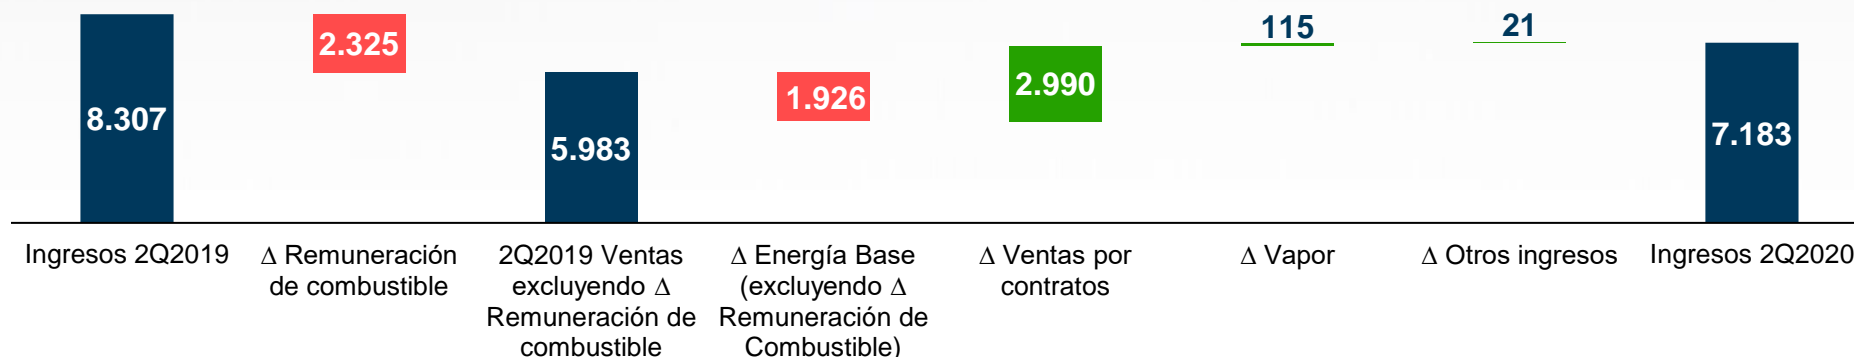 8.307
2.325
5.983
1.926
2.990
115
21
7.183
Ingresos 2Q2019
Δ Remuneración
de combustible
2Q2019 Ventas
excluyendo Δ
Remuneración de
combustible
Δ Energía Base
(excluyendo Δ
Remuneración de
Combustible)
Δ Ventas por
contratos
Δ Vapor
Δ Otros ingresos
Ingresos 2Q2020